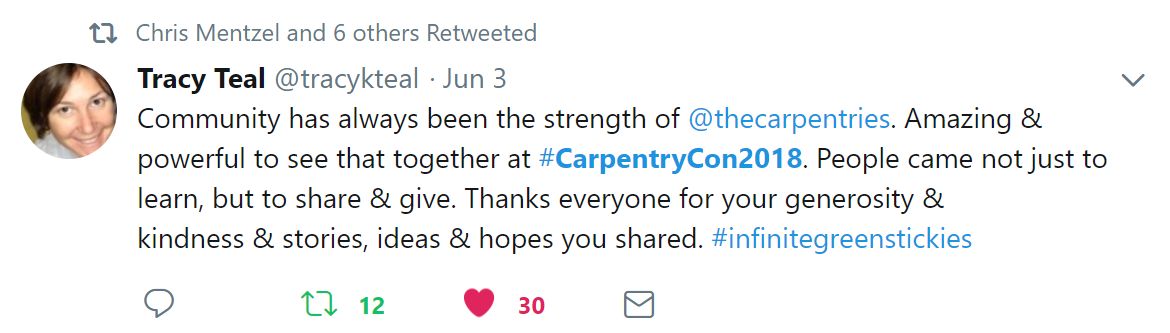 Chris Mentzel and 6 others Retweeted
Tracy Teal @tracykteal · Jun 3
Community has always been the strength of @thecarpentries. Amazing &
powerful to see that together at #CarpentryCon2018. People came not just to
learn, but to share & give. Thanks everyone for your generosity &
kindness & stories, ideas & hopes you shared. #infinitegreenstickies
12 30